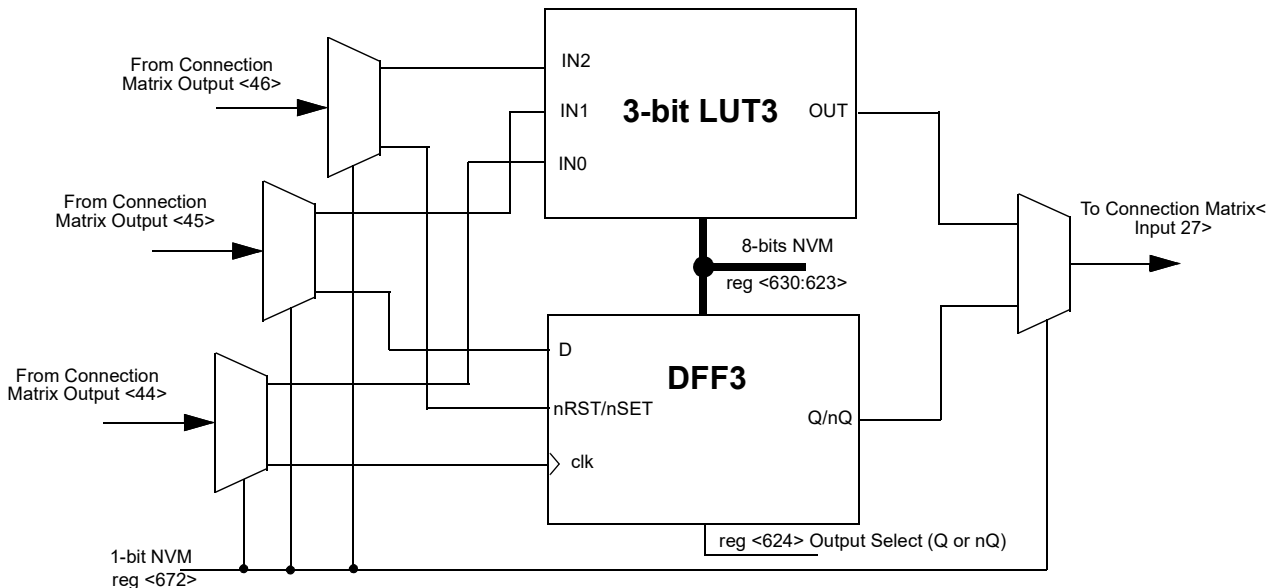 From Connection
Matrix Output <46>
IN2
IN1
IN0
3-bit LUT3
OUT
From Connection
Matrix Output <45>
To Connection Matrix<
Input 27>
8-bits NVM
reg <630:623>
From Connection
Matrix Output <44>
D
nRST/nSET
clk
DFF3
Q/nQ
reg <624> Output Select (Q or nQ)
1-bit NVM
reg <672>